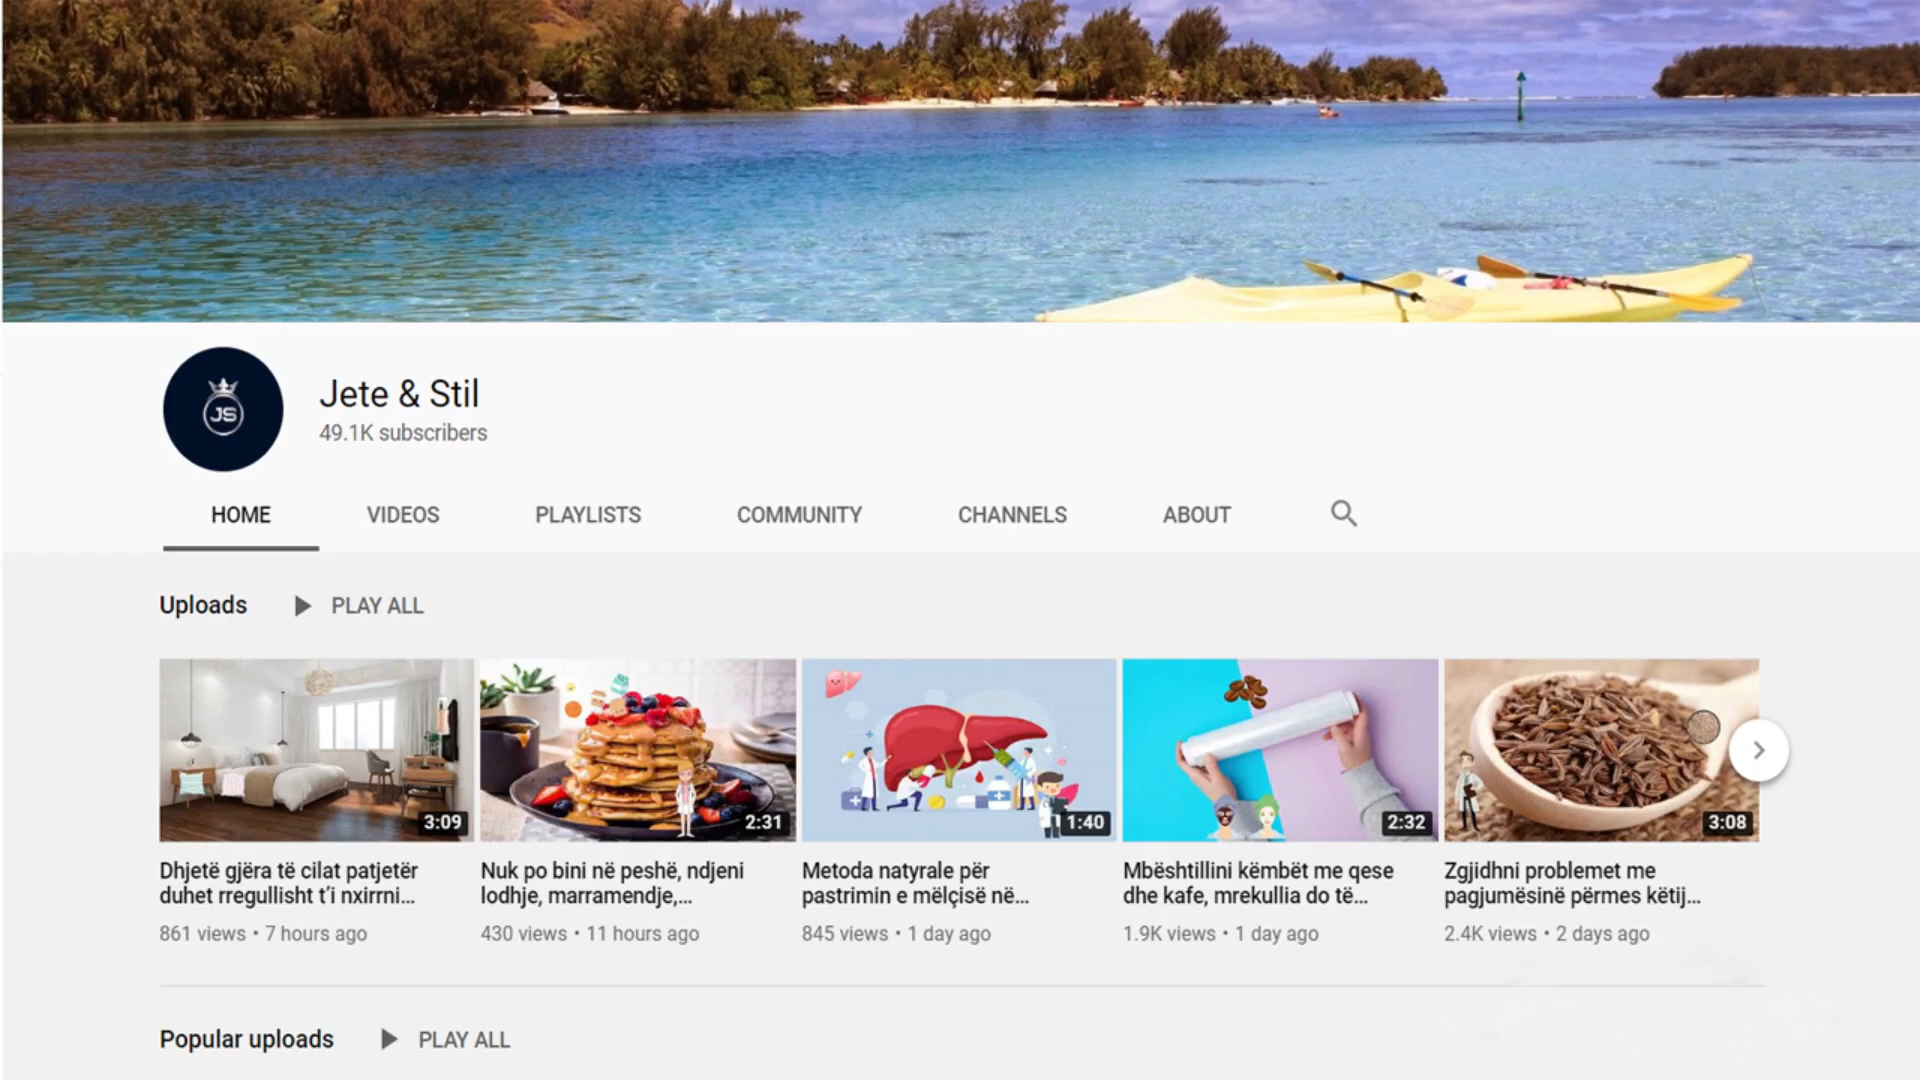 JS
Jete & Stil
49.1K subscribers
HOME VIDEOS PLAYLISTS COMMUNITY CHANNELS ABOUT
Uploads PLAY ALL
3:09 2:31 1:40 2:32 3:08
Dhjetë gjëra të cilat patjetër
duhet rregullisht t’i nxirrni...
861 views • 7 hours ago
Nuk po bini në peshë, ndjeni
lodhje, marramendje,...
430 views • 11 hours ago
Metoda natyrale për
pastrimin e mëlçisë në...
845 views • 1 day ago
Mbështillini këmbët me qese
dhe kafe, mrekullia do të...
1.9K views • 1 day ago
Zgjidhni problemet me
pagjumësinë përmes këtij...
2.4K views • 2 days ago
Popular uploads PLAY ALL